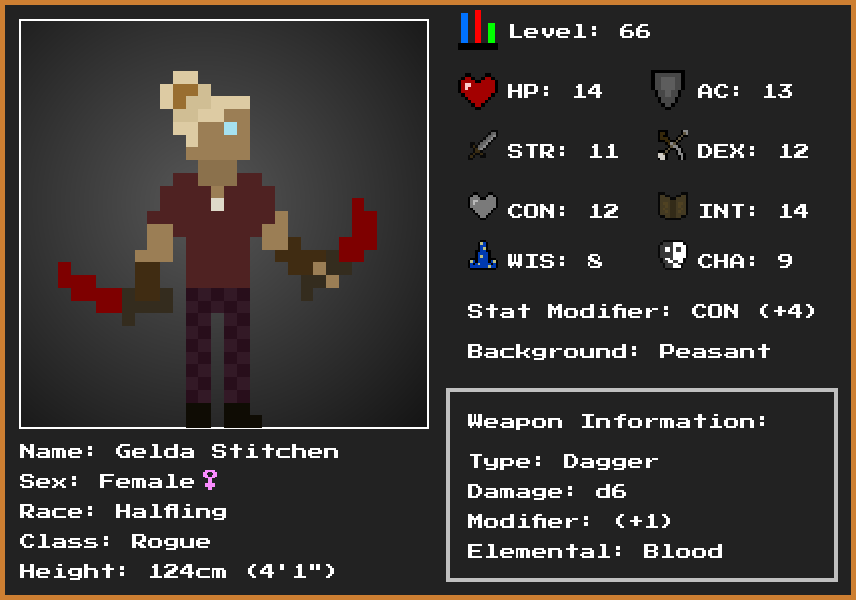 Level: 66
HP: 14 AC: 13
STR: 11 DEX: 12
CON: 12 INT: 14
WIS: 8 CHA: 9
Stat Modifier: CON (+4)
Background: Peasant
Weapon Information:
Type: Dagger
Damage: d6
Modifier: (+1)
Elemental: Blood
Name: Gelda Stitchen
Sex: Female♀
Race: Halfling
Class: Rogue
Height: 124cm (4'1")